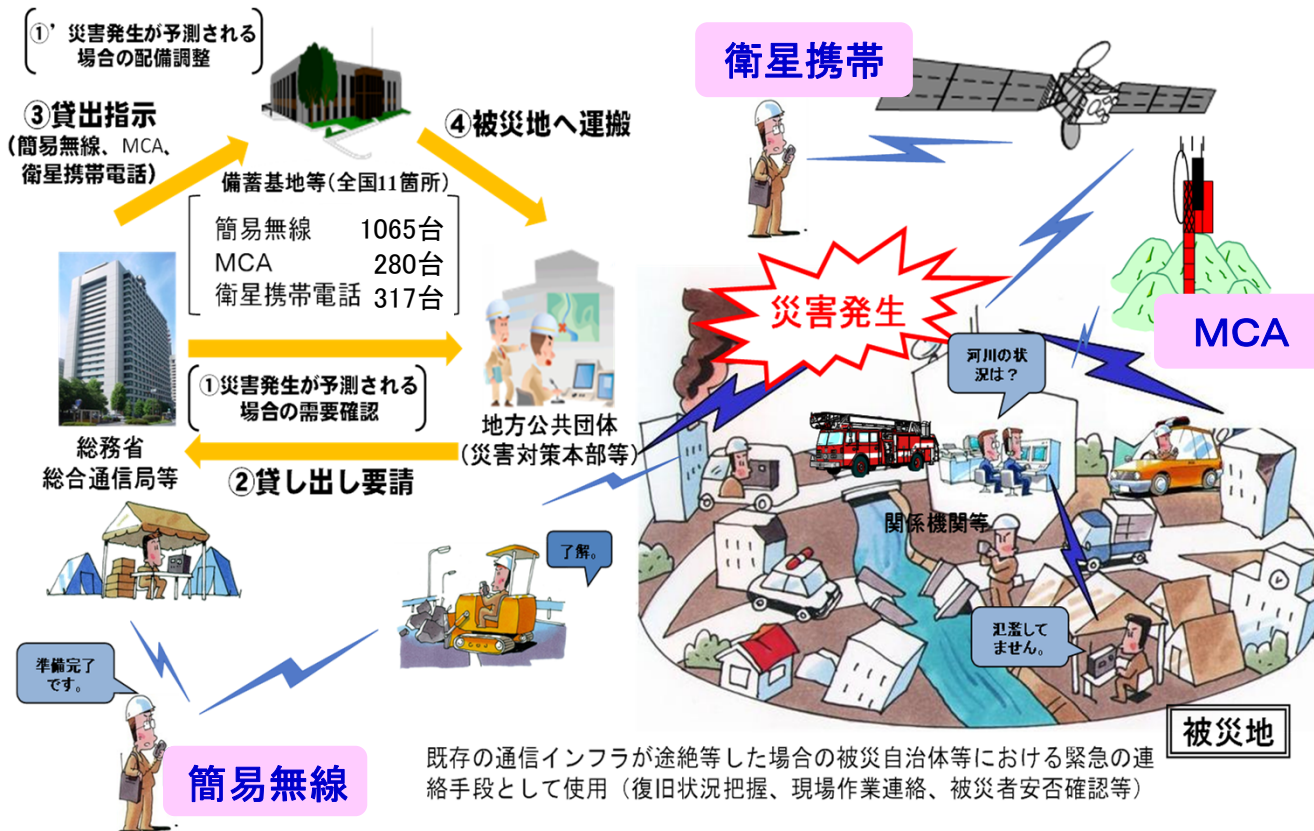 ①’災害発生が予測される
場合の配備調整
③貸出指示
(簡易無線、MCA、
衛星携帯電話)
④被災地へ運搬
備蓄基地等(全国11箇所)
簡易無線 1065台
MCA 280台
衛星携帯電話 317台
①災害発生が予測される
場合の需要確認
総務省
総合通信局等
②貸し出し要請
地方公共団体
(災害対策本部等)
衛星携帯
MCA
災害発生
河川の状
況は?
関係機関等
了解。
氾濫して
ません。
準備完了
です。
簡易無線
被災地
既存の通信インフラが途絶等した場合の被災自治体等における緊急の連
絡手段として使用(復旧状況把握、現場作業連絡、被災者安否確認等)